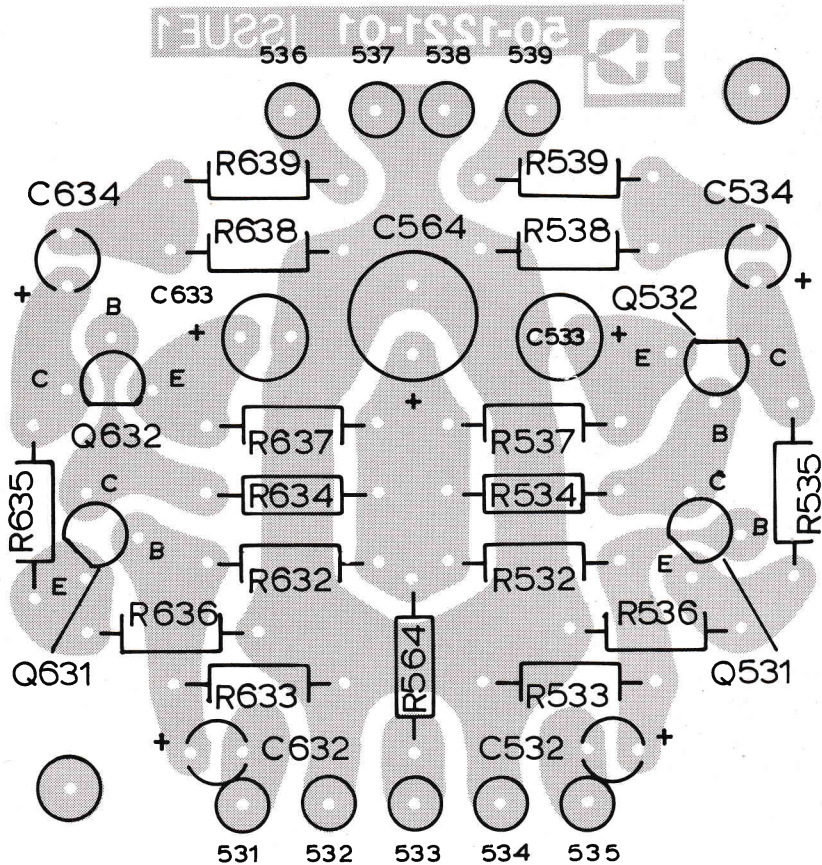 50-1221-01 ISSUE1
536 537 538 539
R639 R539
C634 C534
R638 C564 R538
C633 Q532
B
+ + + C533 + +
E
C E C
+
R637 R537
Q632 B
R635 C R634 R534 C R535
B B
R632 R532
E E
R636 R564 R536
Q631 Q531
R633 R533
+ C632 C532 +
531 532 533 534 535